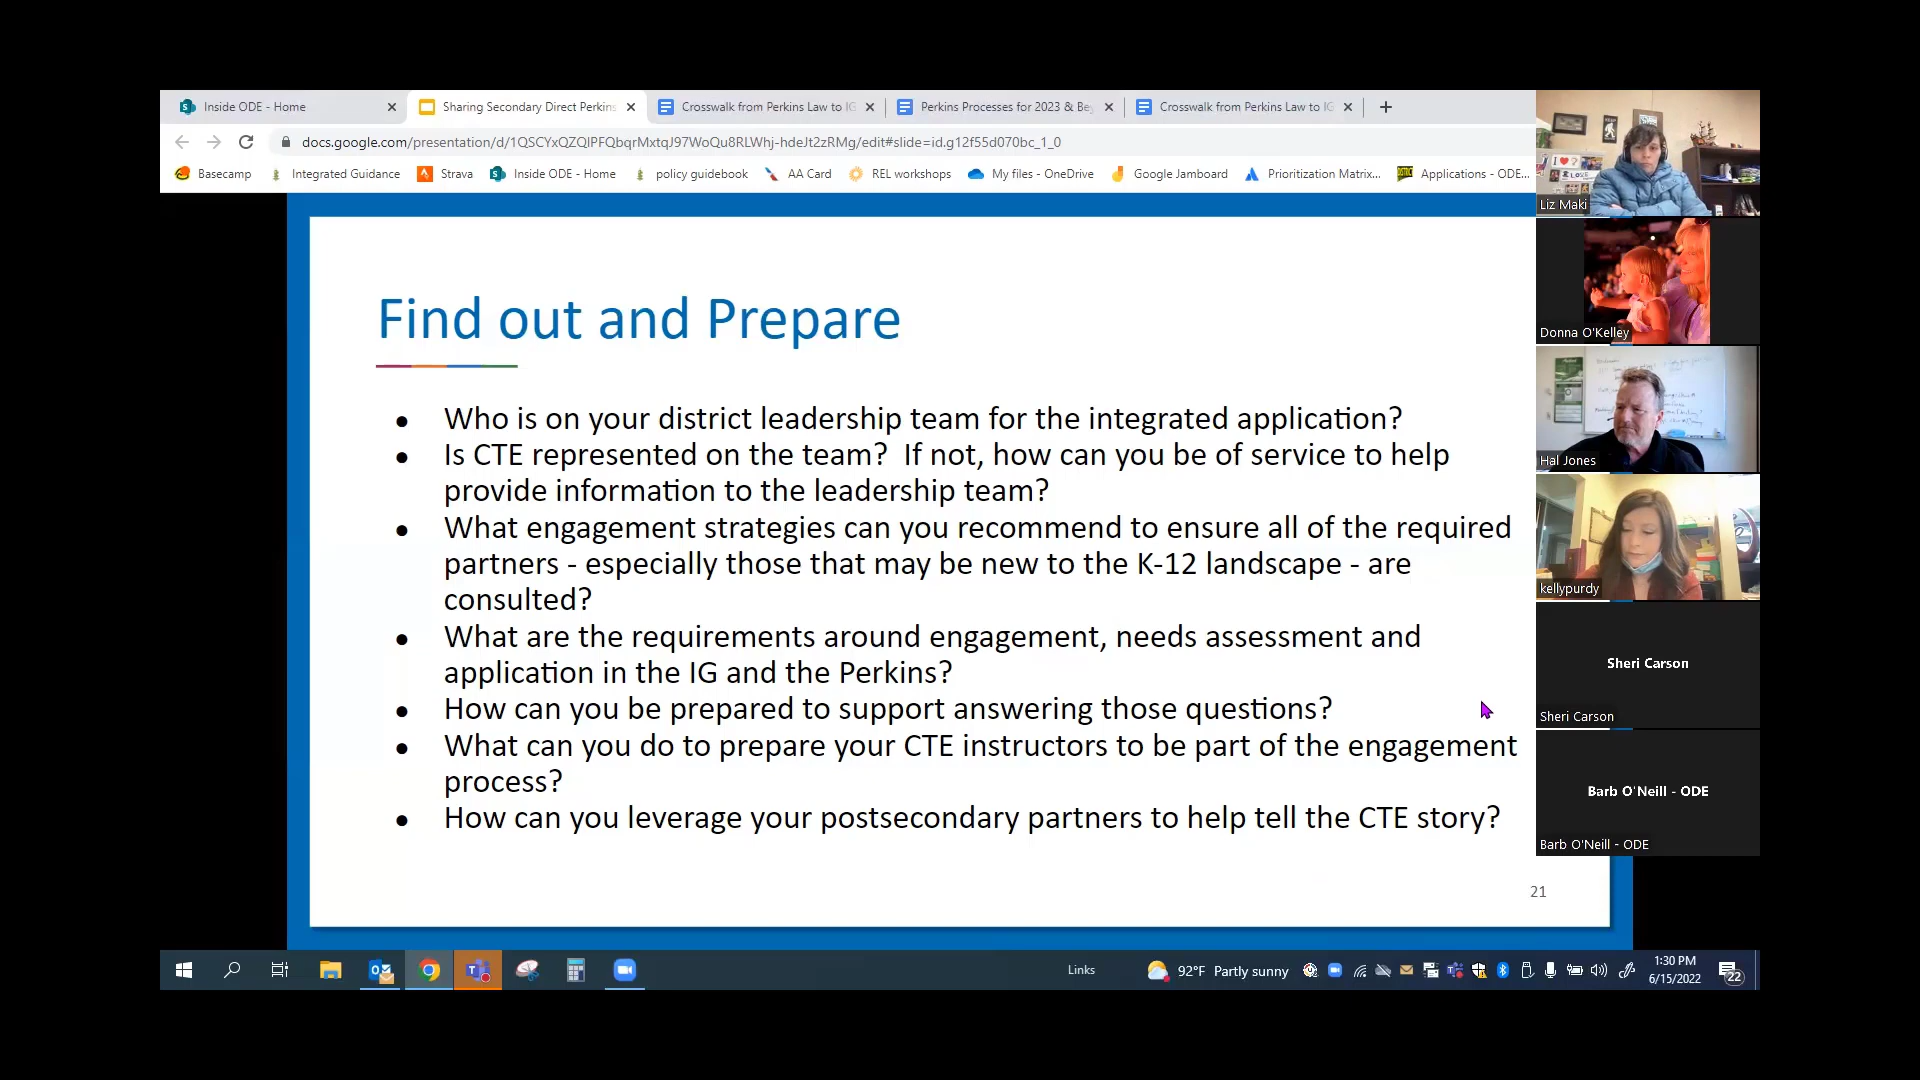 Inside ODE - Home
Sharing Secondary Direct Perkins
Crosswalk from Perkins Law to IG
Perkins Processes for 2023 & Be
Crosswalk from Perkins Law to IG
docs.google.com/presentation/d/1QSCYxQZQlPFQbqrMxtqJ97WoQu8RLWhj-hdeJt2zRMg/edit#slide=id.g12f55d070bc_1_0
Basecamp
Integrated Guidance
Strava
Inside ODE - Home
policy guidebook
AA Card
REL workshops
My files - OneDrive
Google Jamboard
Prioritization Matrix...
Applications - ODE...
Find out and Prepare
● Who is on your district leadership team for the integrated application?
● Is CTE represented on the team? If not, how can you be of service to help
provide information to the leadership team?
● What engagement strategies can you recommend to ensure all of the required
partners - especially those that may be new to the K-12 landscape - are
consulted?
● What are the requirements around engagement, needs assessment and
application in the IG and the Perkins?
● How can you be prepared to support answering those questions?
● What can you do to prepare your CTE instructors to be part of the engagement
process?
● How can you leverage your postsecondary partners to help tell the CTE story?
21
Liz Maki
Donna O'Kelley
Hal Jones
kellypurdy
Sheri Carson
Sheri Carson
Barb O'Neill - ODE
Barb O'Neill - ODE
Links
92°F Partly sunny
1:30 PM
6/15/2022
22